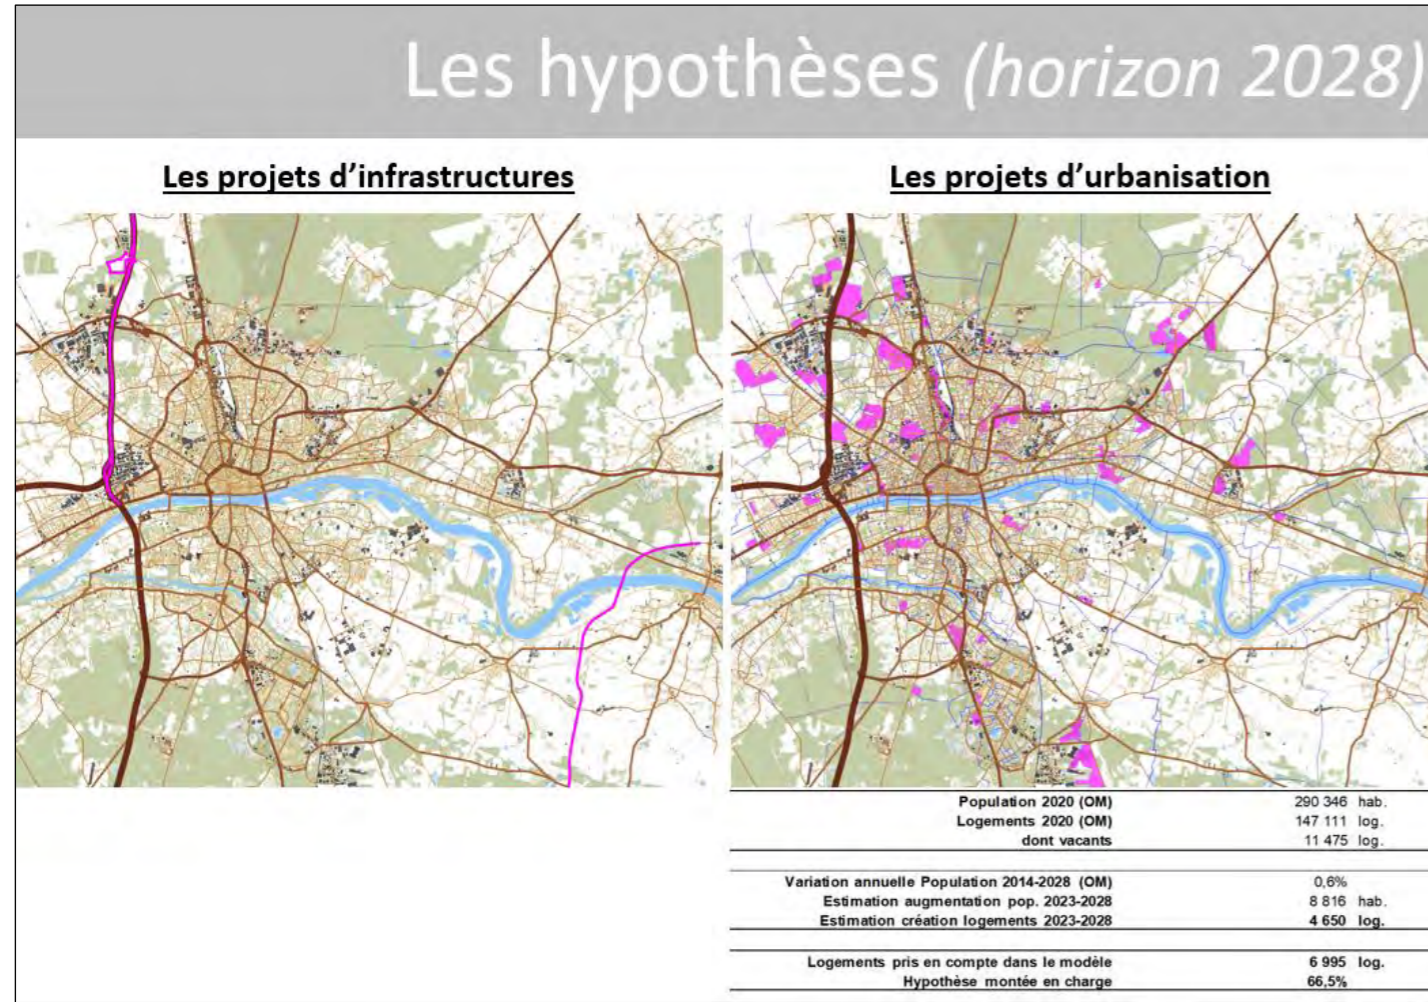 Les hypothèses (horizon 2028)
Les projets d'infrastructures
Les projets d'urbanisation
Population 2020 (OM) 290 346 hab.
Logements 2020 (OM) 147 111 log.
dont vacants 11 475 log.
Variation annuelle Population 2014-2028 (OM) 0,6%
Estimation augmentation pop. 2023-2028 8 816 hab.
Estimation création logements 2023-2028 4 650 log.
Logements pris en compte dans le modèle 6 995 log.
Hypothèse montée en charge 66,5%